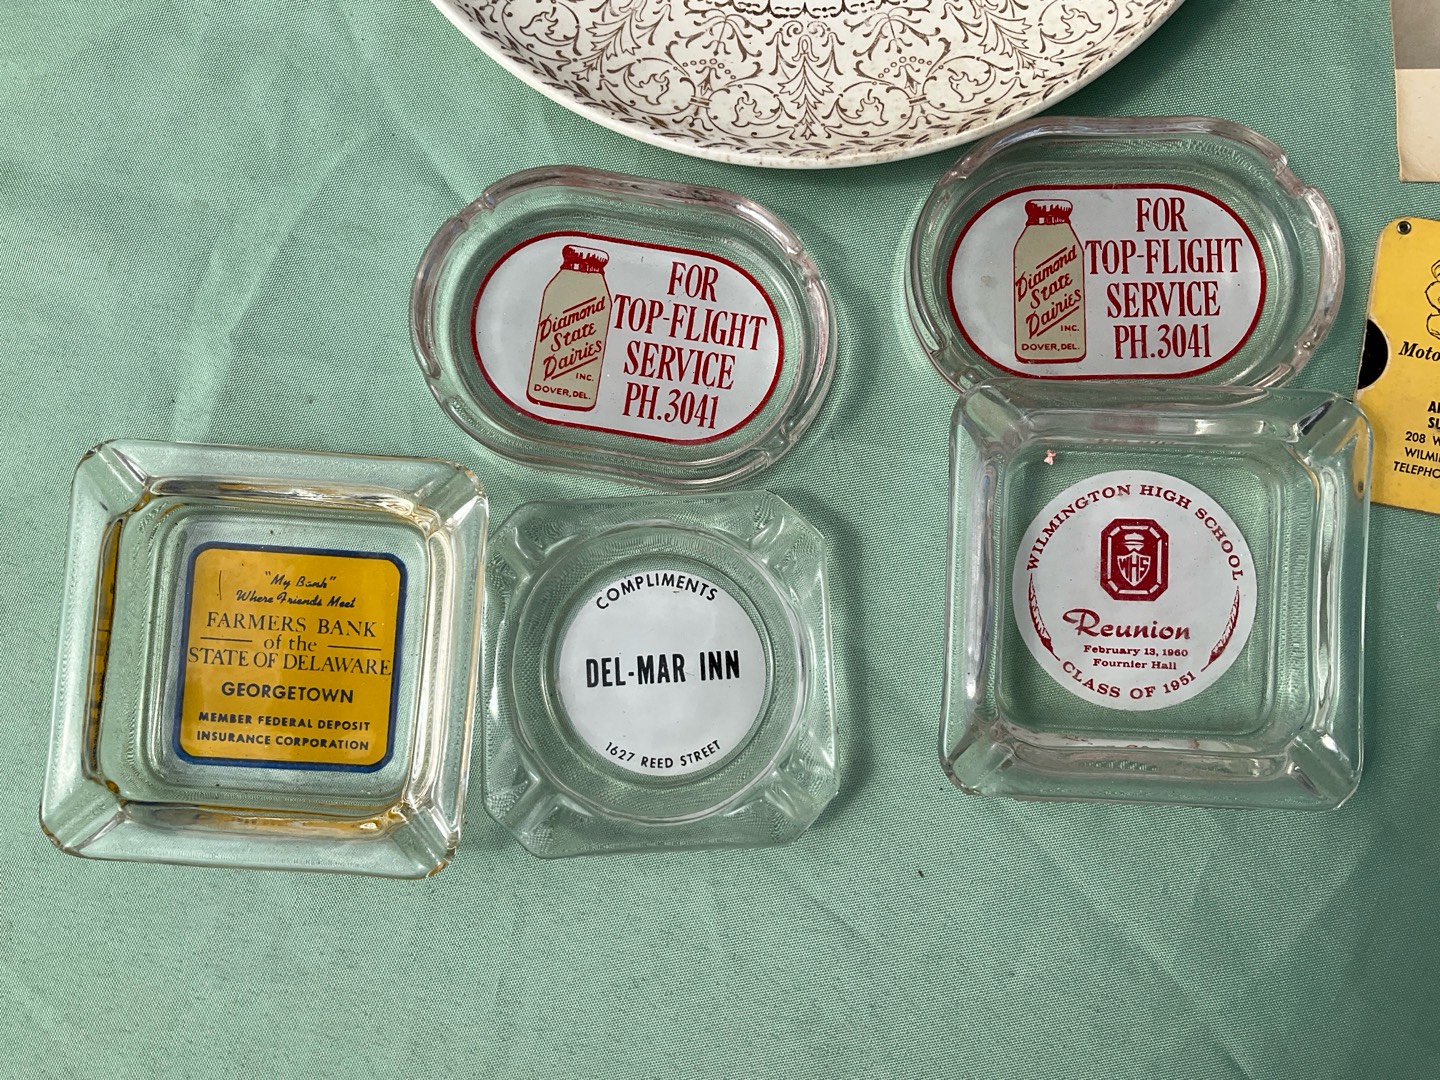 Diamond
State
Dairies
INC.
DOVER, DEL.
FOR
TOP-FLIGHT
SERVICE
PH. 3041
Diamond
State
Dairies
INC.
DOVER, DEL.
FOR
TOP-FLIGHT
SERVICE
PH. 3041
"My Bank"
Where Friends Meet
FARMERS BANK
of the
STATE OF DELAWARE
GEORGETOWN
MEMBER FEDERAL DEPOSIT
INSURANCE CORPORATION
COMPLIMENTS
DEL-MAR INN
1627 REED STREET
WILMINGTON HIGH SCHOOL
WHS
Reunion
February 13, 1960
Fournier Hall
CLASS OF 1951
208